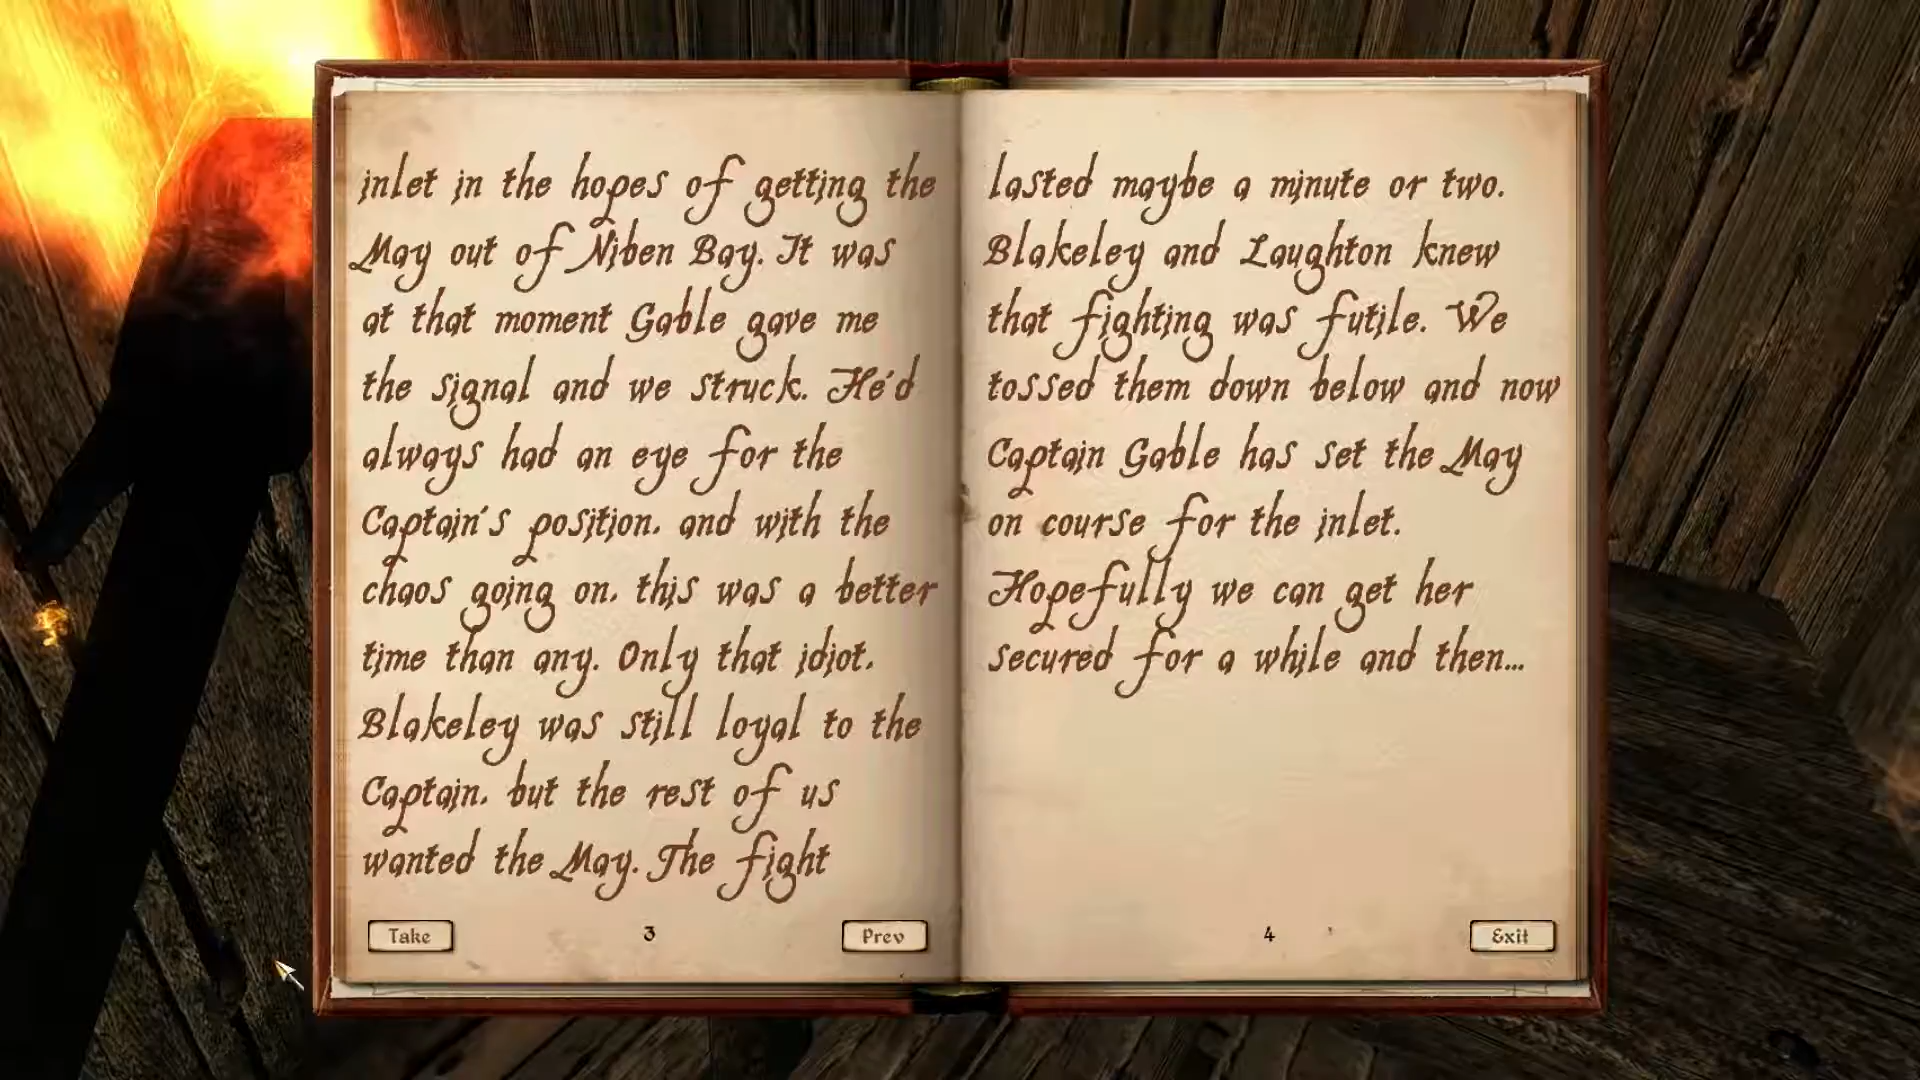 inlet in the hopes of getting the
May out of Niben Bay. It was
at that moment Gable gave me
the signal and we struck. He'd
always had an eye for the
Captain's position, and with the
chaos going on, this was a better
time than any. Only that idiot,
Blakeley was still loyal to the
Captain, but the rest of us
wanted the May. The fight
Take
3
Prev
lasted maybe a minute or two.
Blakeley and Laughton knew
that fighting was futile. We
tossed them down below and now
Captain Gable has set the May
on course for the inlet.
Hopefully we can get her
secured for a while and then...
4
Exit